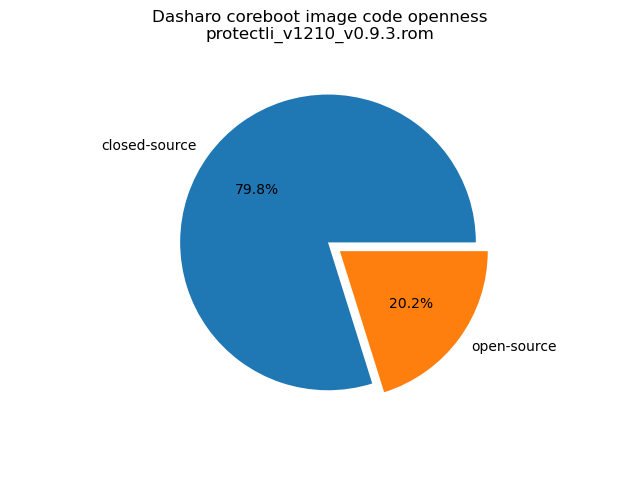 Dasharo coreboot image code openness
protectli_v1210_v0.9.3.rom
closed-source
79.8%
20.2%
open-source